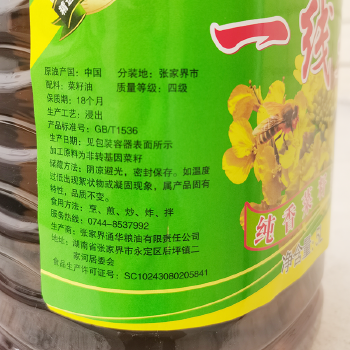 一线
原油产国：中国 分装地：张家界市
配料：菜籽油 质量等级：四级
保质期：18个月
生产工艺：浸出
产品标准号：GB/T1536
生产日期：见包装容器表面所示
加工原料为非转基因菜籽
储藏方法：阴凉避光，密封保存。如温度
过低出现絮状物或凝固现象，属产品固有
特性，品质不变。
食用方法：烹、煎、炒、炸、拌
服务热线：0744-8537992
生产商：张家界通华粮油有限责任公司
地址：湖南省张家界市永定区后坪镇二
家河居委会
食品生产许可证号：SC10243080205841
纯香
净含量